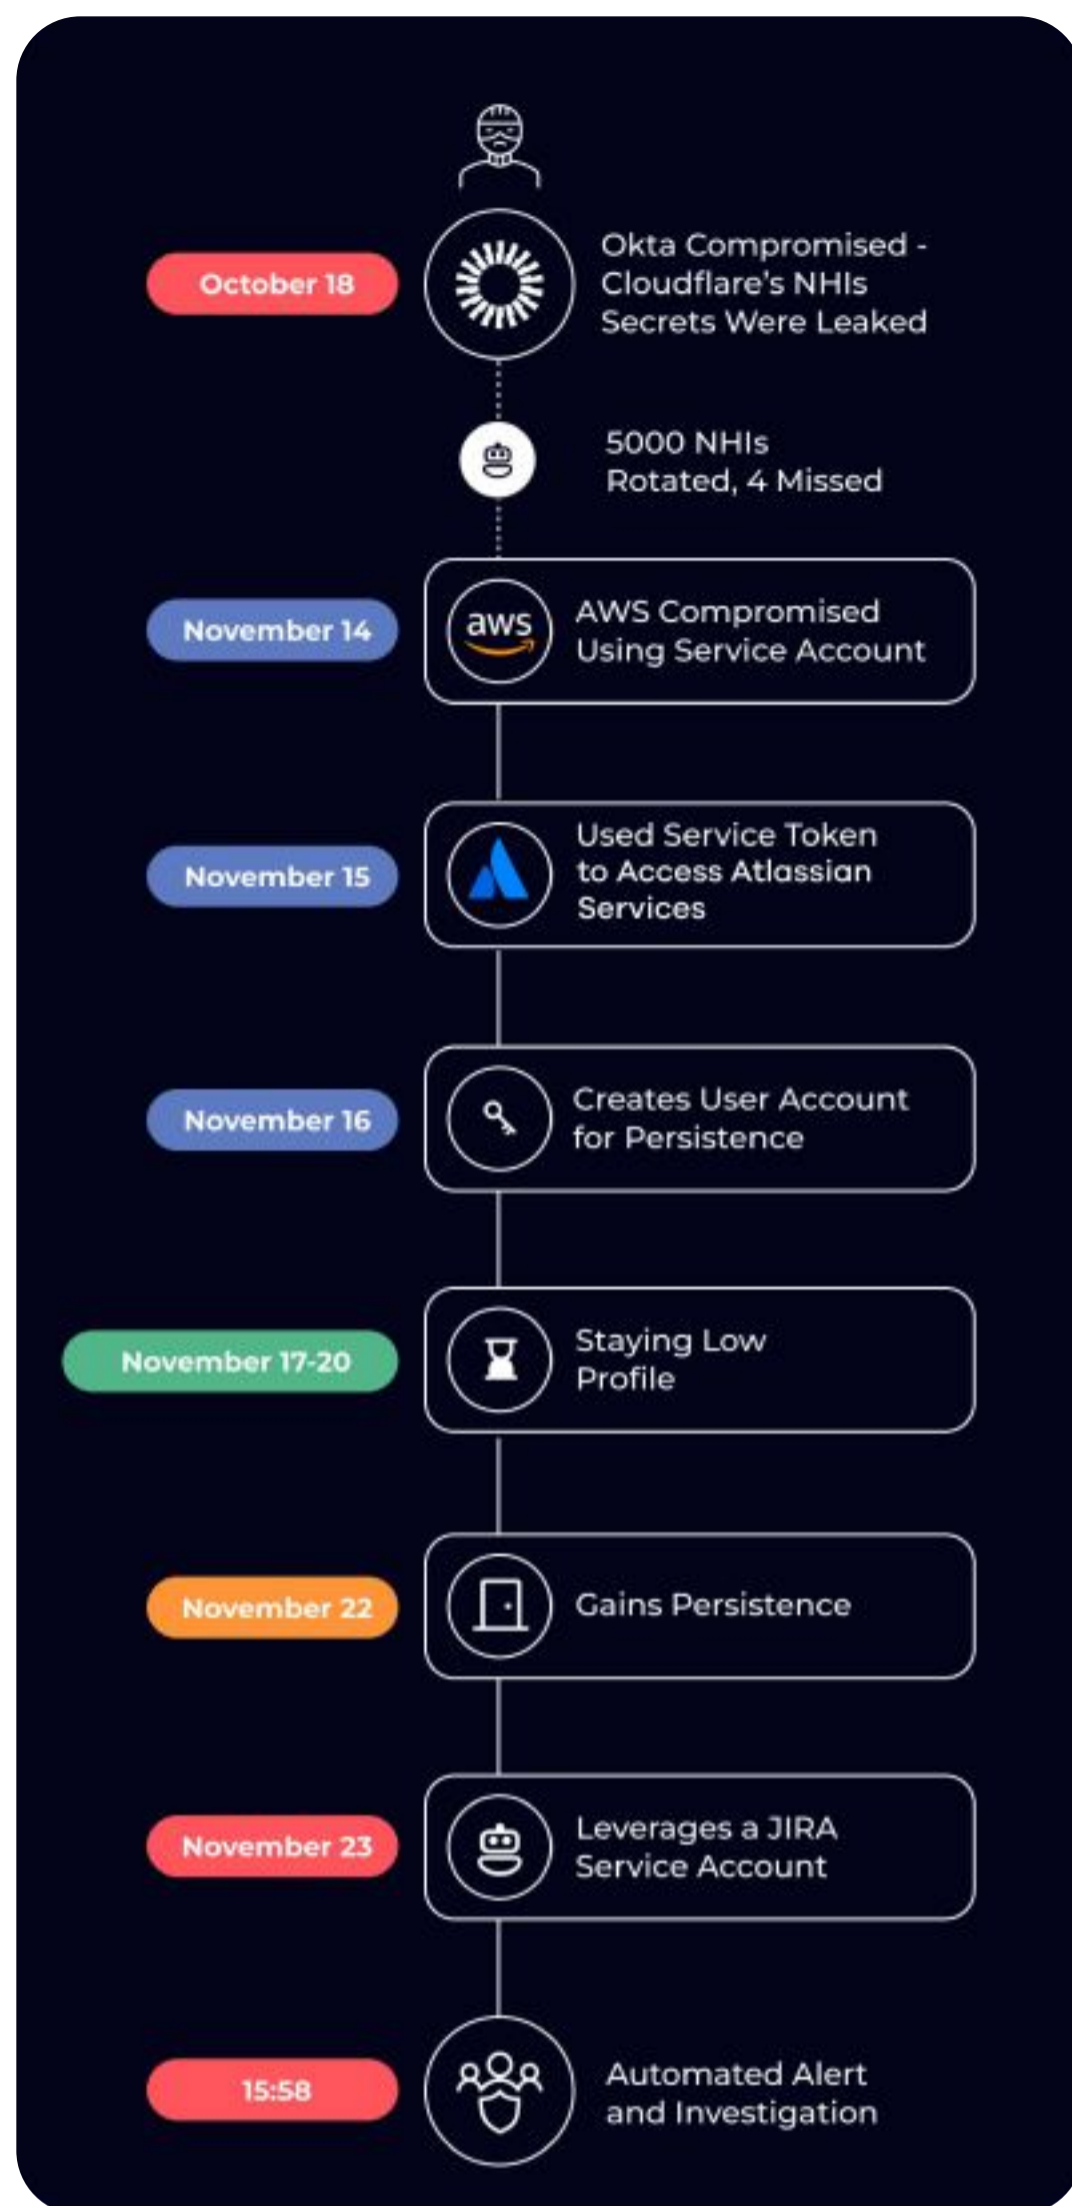 October 18
Okta Compromised -
Cloudflare's NHIs
Secrets Were Leaked
5000 NHIs
Rotated, 4 Missed
November 14
aws
AWS Compromised
Using Service Account
November 15
Used Service Token
to Access Atlassian
Services
November 16
Creates User Account
for Persistence
November 17-20
Staying Low
Profile
November 22
Gains Persistence
November 23
Leverages a JIRA
Service Account
15:58
Automated Alert
and Investigation